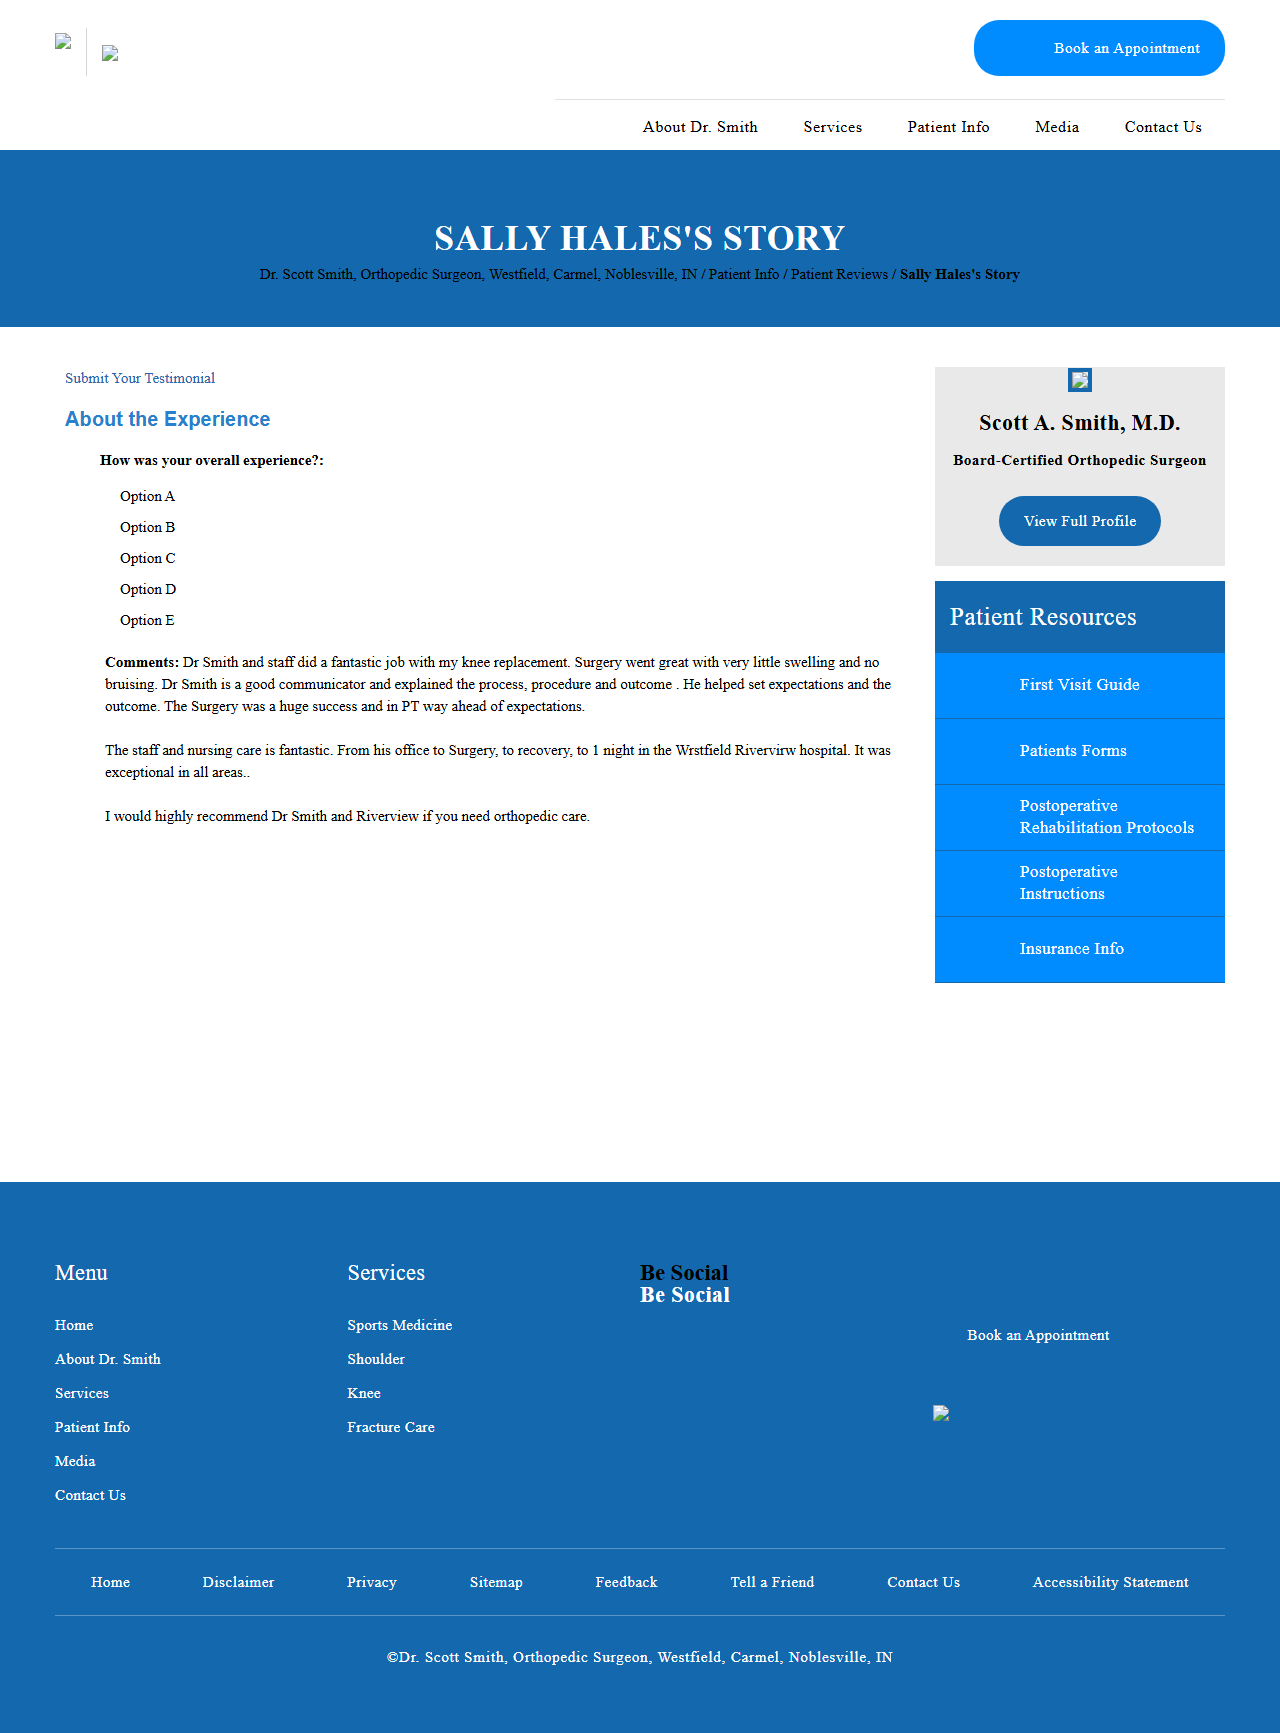 Book an Appointment
About Dr. Smith
Services
Patient Info
Media
Contact Us
SALLY HALES'S STORY
Dr. Scott Smith, Orthopedic Surgeon, Westfield, Carmel, Noblesville, IN / Patient Info / Patient Reviews / Sally Hales's Story
Submit Your Testimonial
About the Experience
How was your overall experience?:
Option A
Option B
Option C
Option D
Option E
Comments: Dr Smith and staff did a fantastic job with my knee replacement. Surgery went great with very little swelling and no
bruising. Dr Smith is a good communicator and explained the process, procedure and outcome . He helped set expectations and the
outcome. The Surgery was a huge success and in PT way ahead of expectations.
The staff and nursing care is fantastic. From his office to Surgery, to recovery, to 1 night in the Wrstfield Rivervirw hospital. It was
exceptional in all areas..
I would highly recommend Dr Smith and Riverview if you need orthopedic care.
Scott A. Smith, M.D.
Board-Certified Orthopedic Surgeon
View Full Profile
Patient Resources
First Visit Guide
Patients Forms
Postoperative
Rehabilitation Protocols
Postoperative
Instructions
Insurance Info
Menu
Home
About Dr. Smith
Services
Patient Info
Media
Contact Us
Services
Sports Medicine
Shoulder
Knee
Fracture Care
Be Social
Be Social
Book an Appointment
Home
Disclaimer
Privacy
Sitemap
Feedback
Tell a Friend
Contact Us
Accessibility Statement
©Dr. Scott Smith, Orthopedic Surgeon, Westfield, Carmel, Noblesville, IN